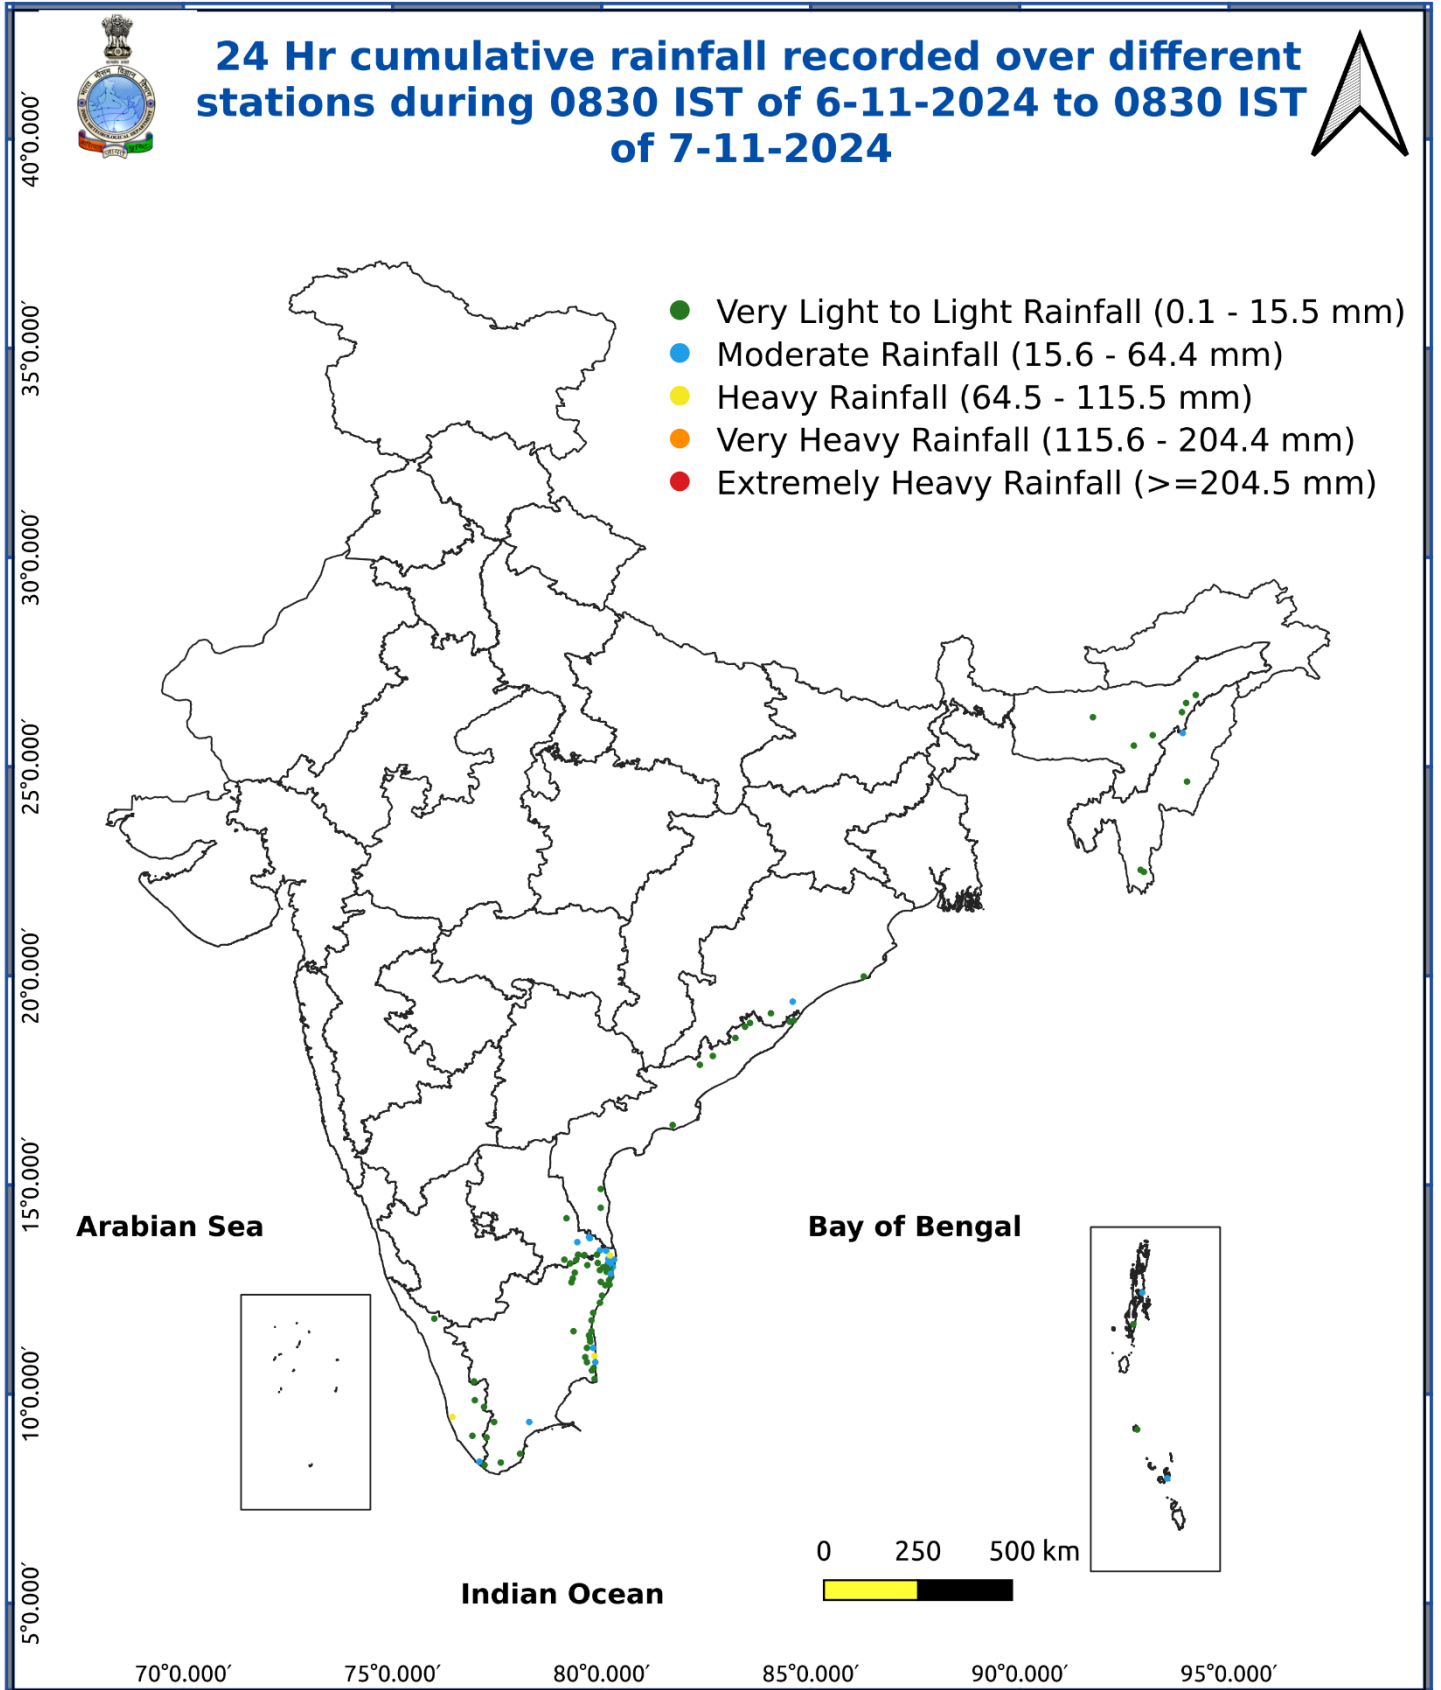 24 Hr cumulative rainfall recorded over different
stations during 0830 IST of 6-11-2024 to 0830 IST
of 7-11-2024
Very Light to Light Rainfall (0.1 - 15.5 mm)
Moderate Rainfall (15.6 - 64.4 mm)
Heavy Rainfall (64.5 - 115.5 mm)
Very Heavy Rainfall (115.6 - 204.4 mm)
Extremely Heavy Rainfall (>=204.5 mm)
40°0.000′
35°0.000′
30°0.000′
25°0.000′
20°0.000′
15°0.000′
10°0.000′
5°0.000′
Arabian Sea
Bay of Bengal
Indian Ocean
0 250 500 km
70°0.000′ 75°0.000′ 80°0.000′ 85°0.000′ 90°0.000′ 95°0.000′